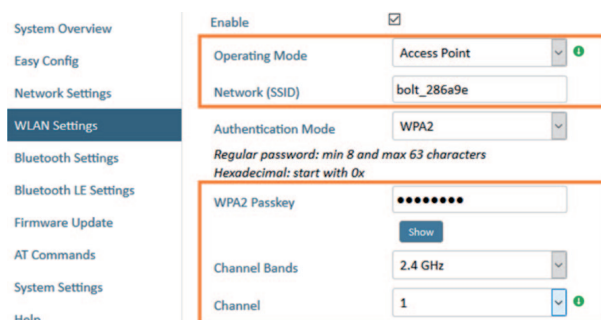 System Overview
Easy Config
Network Settings
WLAN Settings
Bluetooth Settings
Bluetooth LE Settings
Firmware Update
AT Commands
System Settings
Help
Enable
Operating Mode Access Point
Network (SSID) bolt_286a9e
Authentication Mode WPA2
Regular password: min 8 and max 63 characters
Hexadecimal: start with 0x
WPA2 Passkey ••••••••
Show
Channel Bands 2.4 GHz
Channel 1